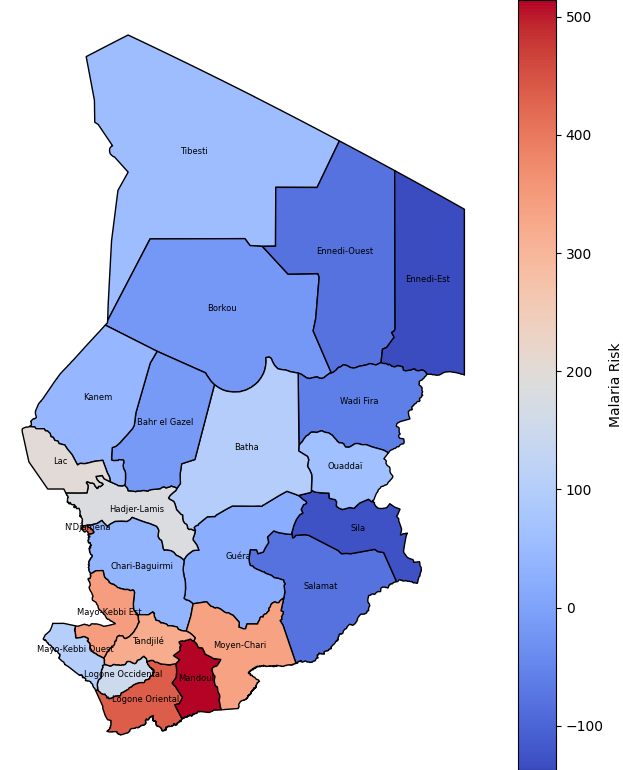 500
Tibesti
400
Ennedi-Ouest
Ennedi-Est
Borkou
300
Malaria Risk
Kanem
Wadi Fira
200
Bahr el Gazel
Batha
Lac
Ouaddaï
100
Hadjer-Lamis
N'Djamena
Sila
Guéra
Chari-Baguirmi
Salamat
0
Mayo-Kebbi Est
Tandjilé
Mayo-Kebbi Ouest
Moyen-Chari
Logone Occidental
Mandoul
Logone Oriental
−100